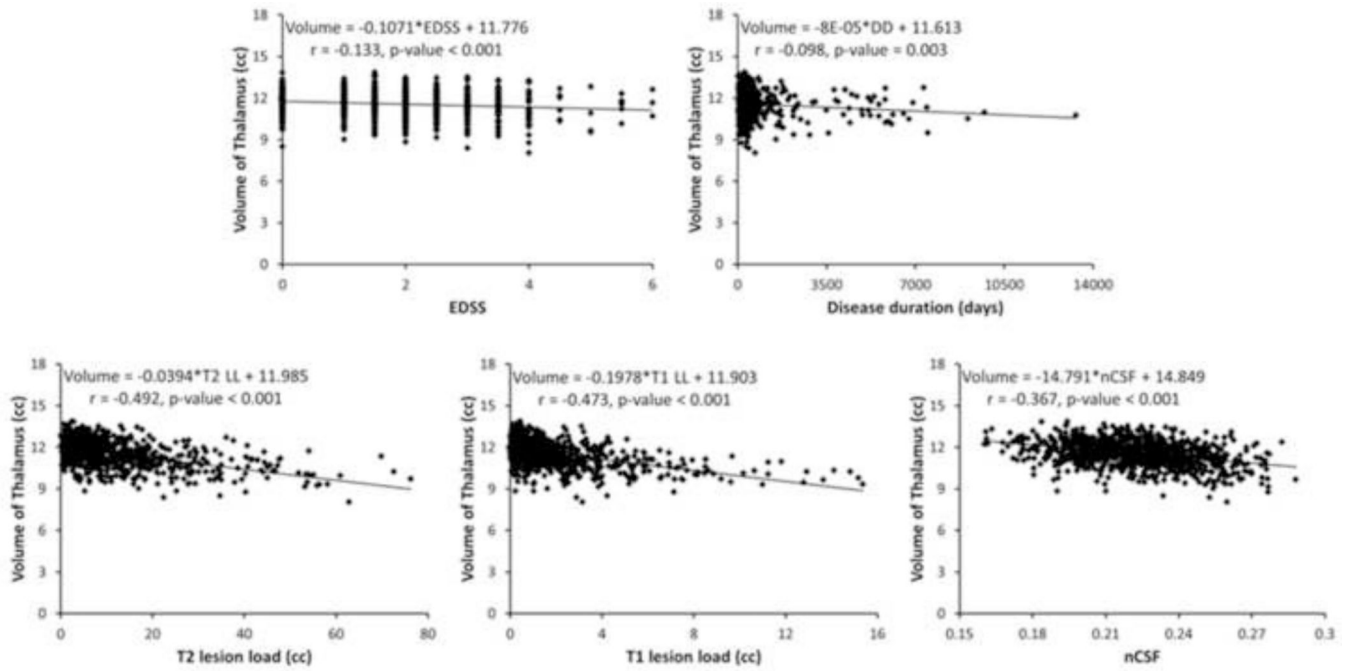 Volume = -0.1071*EDSS + 11.776
r = -0.133, p-value < 0.001
Volume of Thalamus (cc)
18
15
12
9
6
3
0
0 2 4 6
EDSS
Volume = -8E-05*DD + 11.613
r = -0.098, p-value = 0.003
Volume of Thalamus (cc)
18
15
12
9
6
3
0
0 3500 7000 10500 14000
Disease duration (days)
Volume = -0.0394*T2 LL + 11.985
r = -0.492, p-value < 0.001
Volume of Thalamus (cc)
18
15
12
9
6
3
0
0 20 40 60 80
T2 lesion load (cc)
Volume = -0.1978*T1 LL + 11.903
r = -0.473, p-value < 0.001
Volume of Thalamus (cc)
18
15
12
9
6
3
0
0 4 8 12 16
T1 lesion load (cc)
Volume = -14.791*nCSF + 14.849
r = -0.367, p-value < 0.001
Volume of Thalamus (cc)
18
15
12
9
6
3
0
0.15 0.18 0.21 0.24 0.27 0.3
nCSF